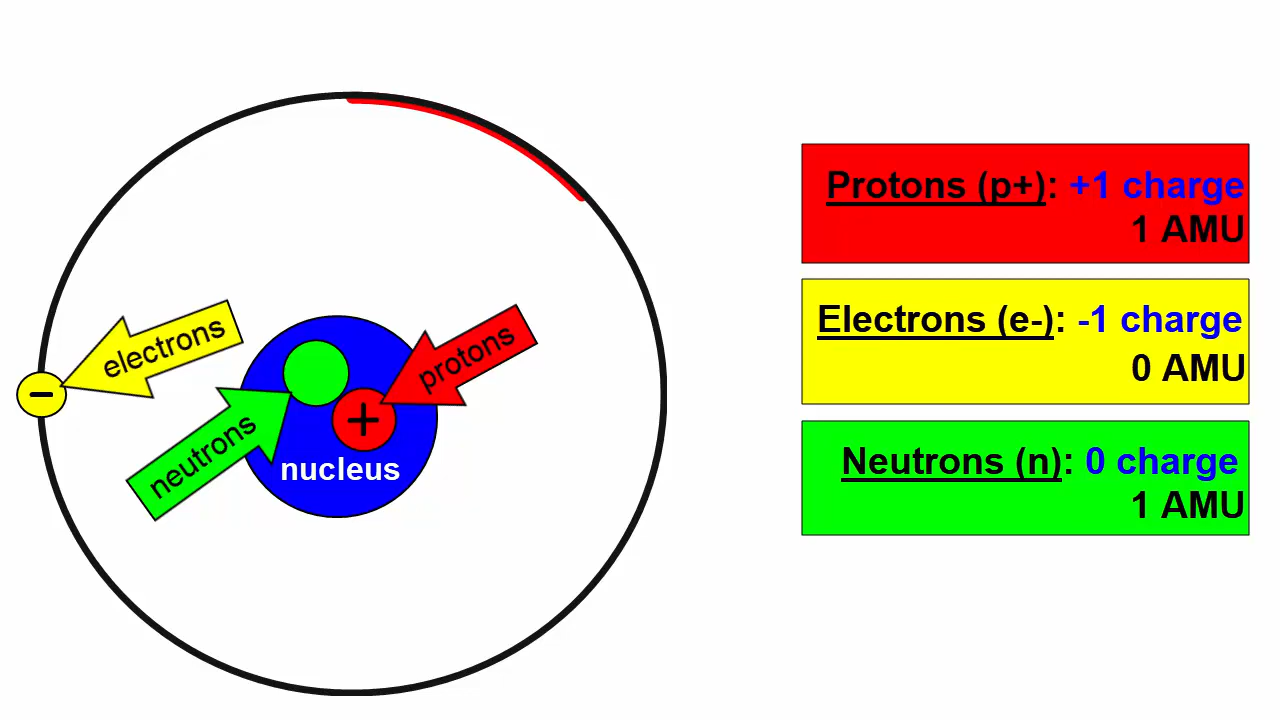 electrons
−
neutrons
protons
+
nucleus
Protons (p+): +1 charge
1 AMU
Electrons (e-): -1 charge
0 AMU
Neutrons (n): 0 charge
1 AMU